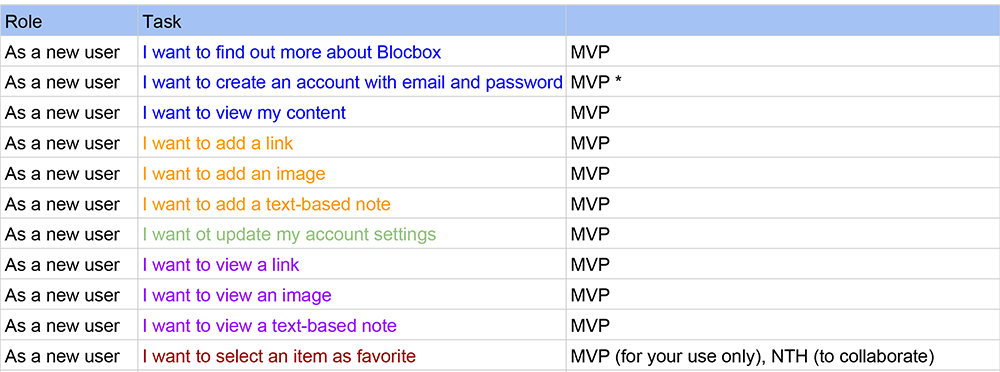 Role Task
As a new user I want to find out more about Blocbox MVP
As a new user I want to create an account with email and password MVP *
As a new user I want to view my content MVP
As a new user I want to add a link MVP
As a new user I want to add an image MVP
As a new user I want to add a text-based note MVP
As a new user I want ot update my account settings MVP
As a new user I want to view a link MVP
As a new user I want to view an image MVP
As a new user I want to view a text-based note MVP
As a new user I want to select an item as favorite MVP (for your use only), NTH (to collaborate)